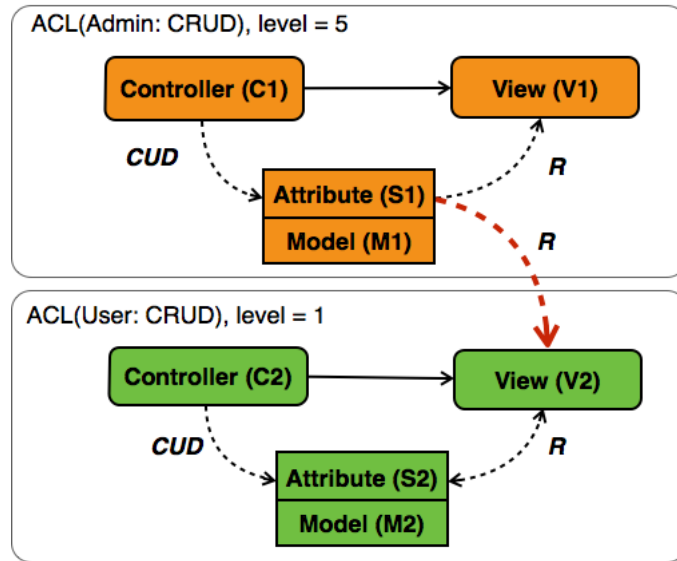 ACL(Admin: CRUD), level = 5
Controller (C1)
View (V1)
CUD
R
Attribute (S1)
Model (M1)
R
ACL(User: CRUD), level = 1
Controller (C2)
View (V2)
CUD
R
Attribute (S2)
Model (M2)